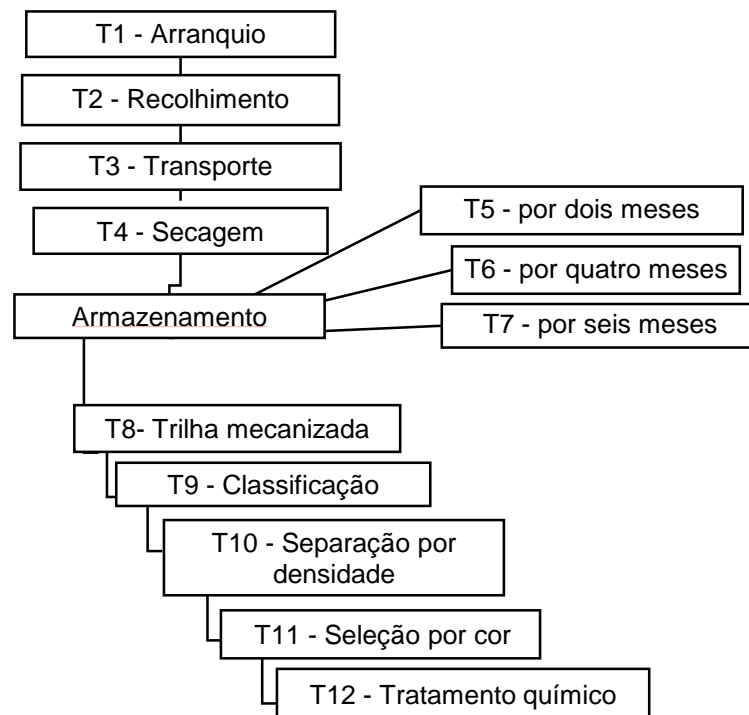 T1 - Arranquio
T2 - Recolhimento
T3 - Transporte
T4 - Secagem
T5 - por dois meses
T6 - por quatro meses
Armazenamento
T7 - por seis meses
T8- Trilha mecanizada
T9 - Classificação
T10 - Separação por
densidade
T11 - Seleção por cor
T12 - Tratamento químico